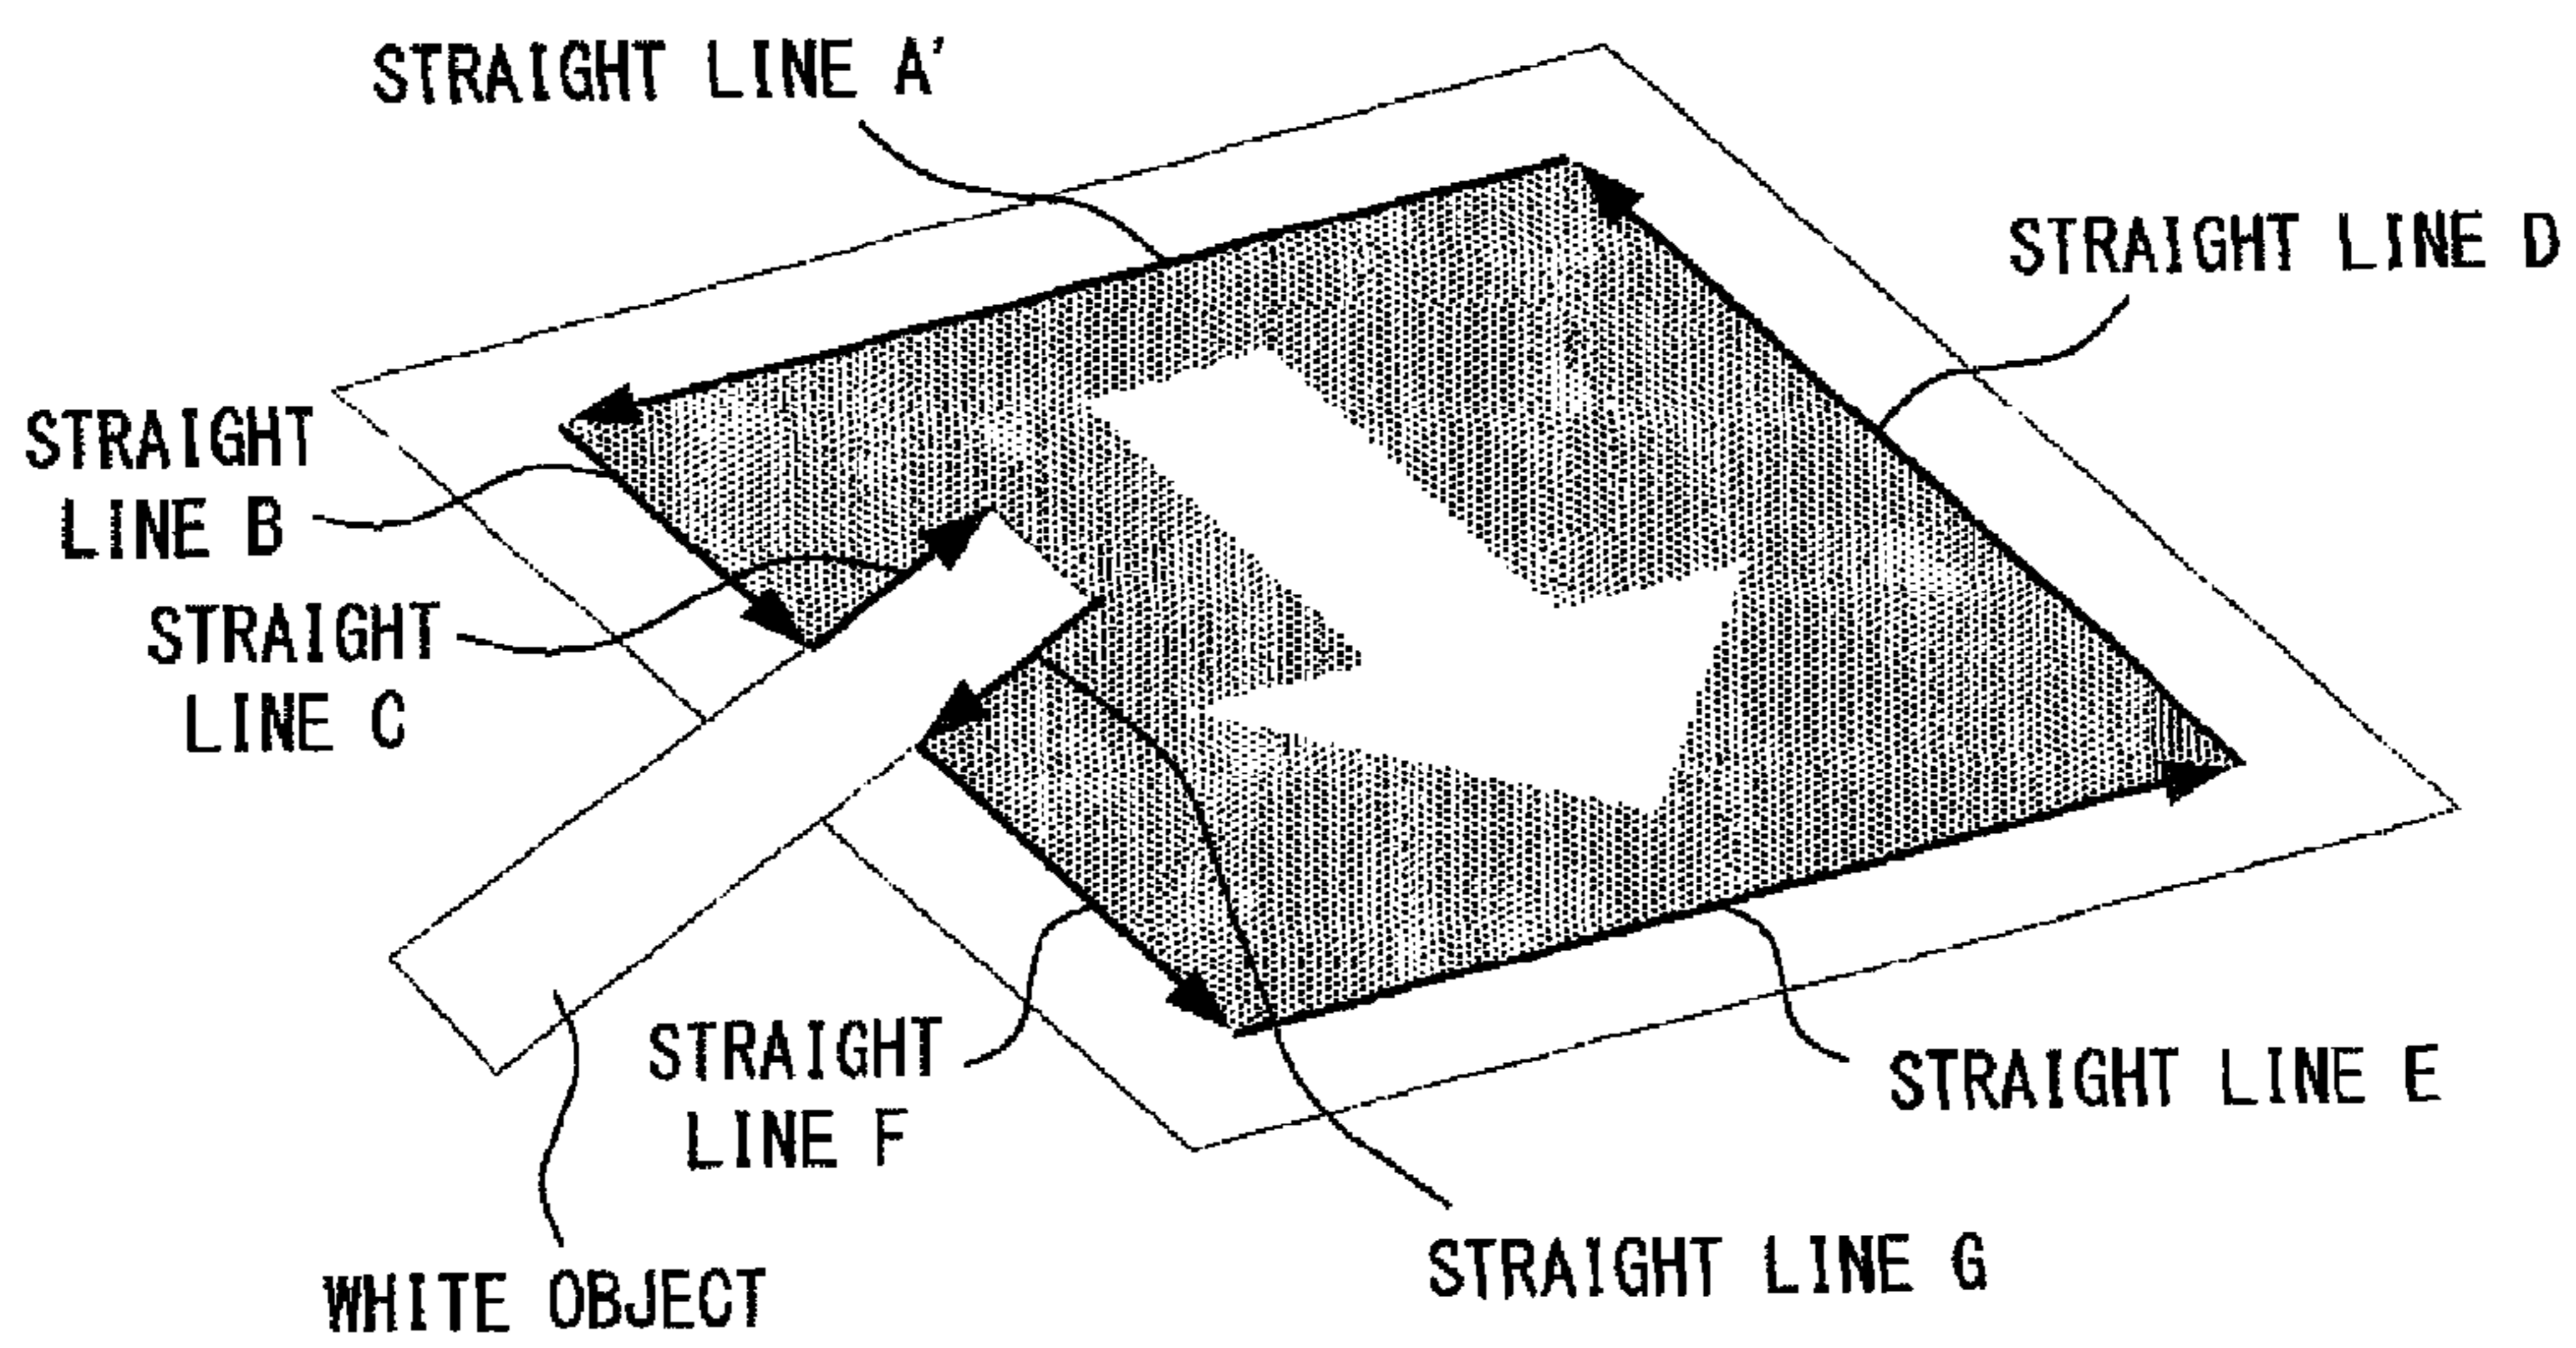 STRAIGHT LINE A'
STRAIGHT LINE D
STRAIGHT
LINE B
STRAIGHT
LINE C
STRAIGHT
LINE F
STRAIGHT LINE E
STRAIGHT LINE G
WHITE OBJECT